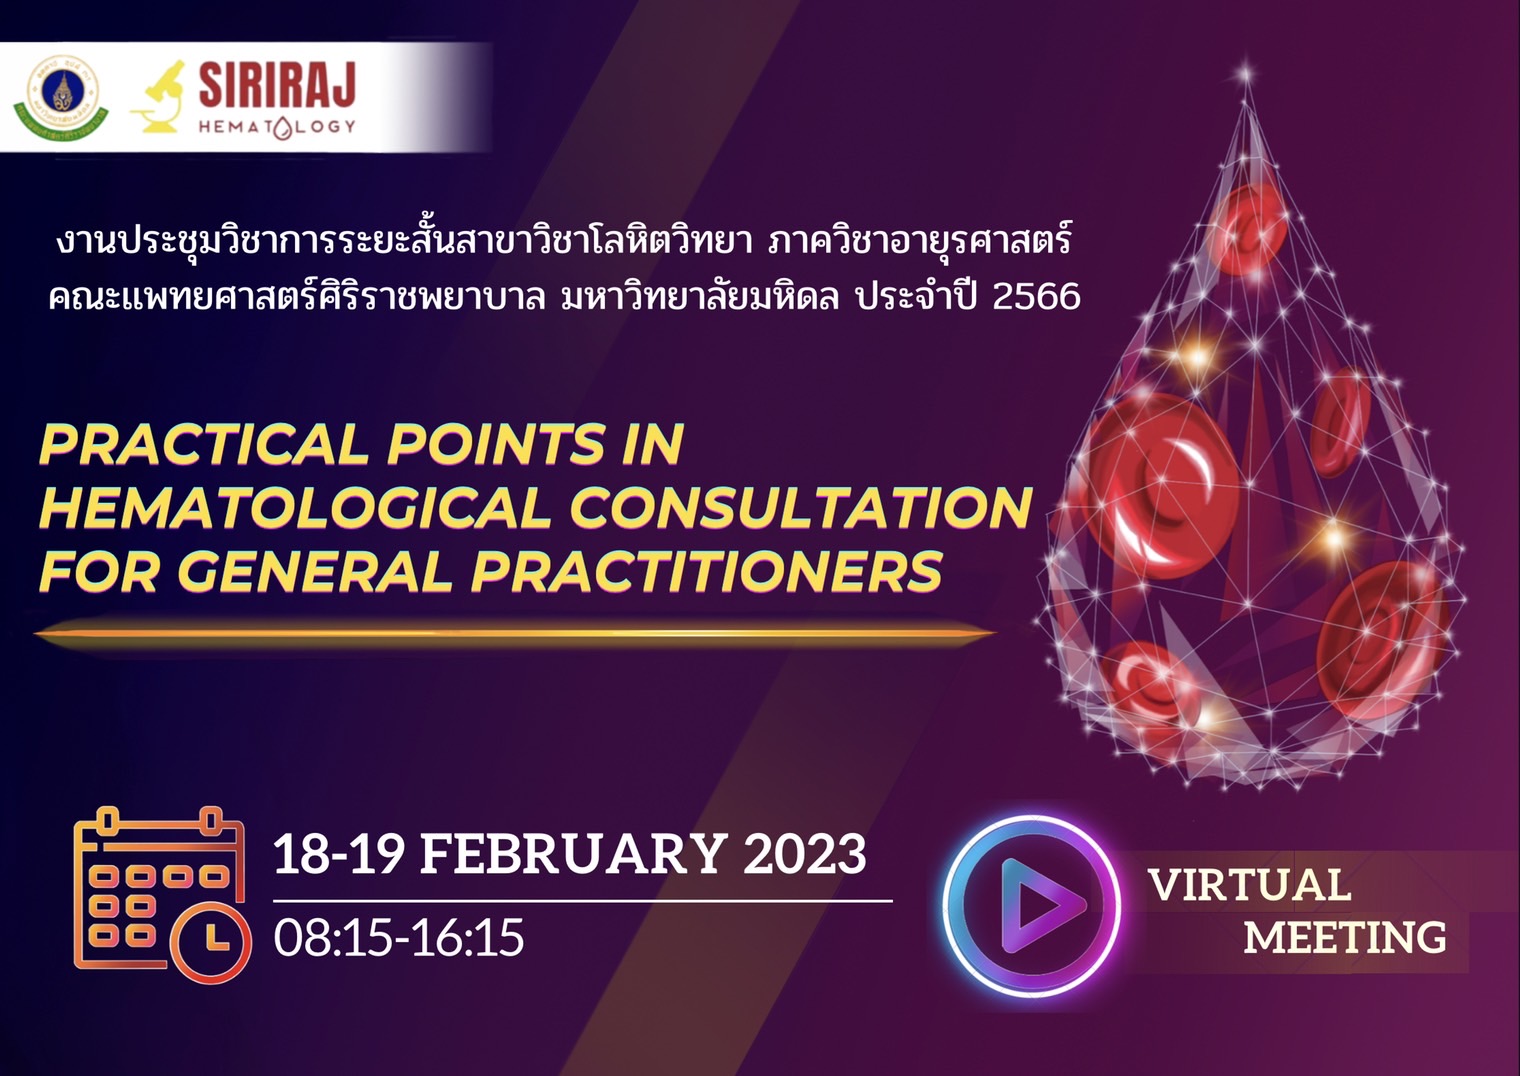 SIRIRAJ
HEMATOLOGY
งานประชุมวิชาการระยะสั้นสาขาวิชาโลหิตวิทยา ภาควิชาอายุรศาสตร์
คณะแพทยศาสตร์ศิริราชพยาบาล มหาวิทยาลัยมหิดล ประจำปี 2566
PRACTICAL POINTS IN
HEMATOLOGICAL CONSULTATION
FOR GENERAL PRACTITIONERS
18-19 FEBRUARY 2023
08:15-16:15
VIRTUAL
MEETING